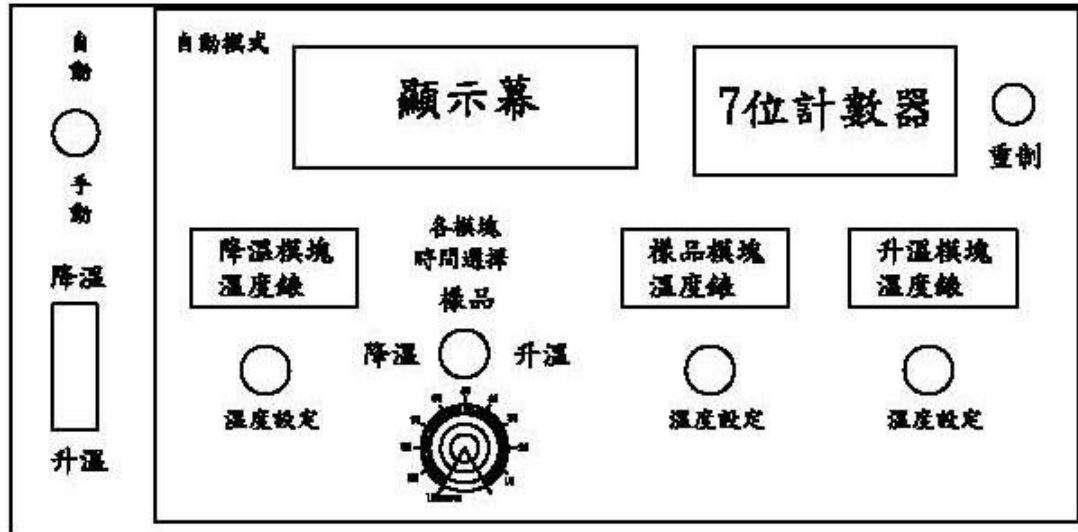 自動
手動
降溫
升溫
自動模式
顯示幕
7位計數器
重制
降溫模塊
溫度錶
各模塊
時間選擇
樣品
降溫
升溫
樣品模塊
溫度錶
升溫模塊
溫度錶
溫度設定
溫度設定
溫度設定